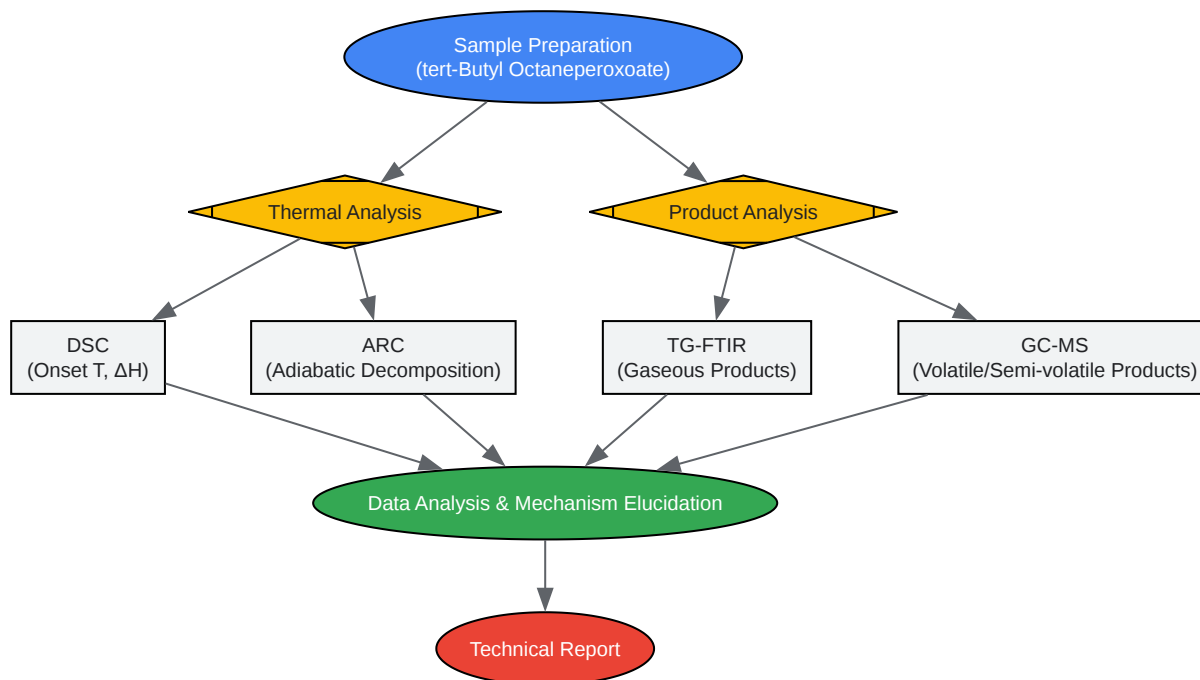 Sample Preparation
(tert-Butyl Octaneperoxoate)
Thermal Analysis
Product Analysis
DSC
(Onset T, ΔH)
ARC
(Adiabatic Decomposition)
TG-FTIR
(Gaseous Products)
GC-MS
(Volatile/Semi-volatile Products)
Data Analysis & Mechanism Elucidation
Technical Report